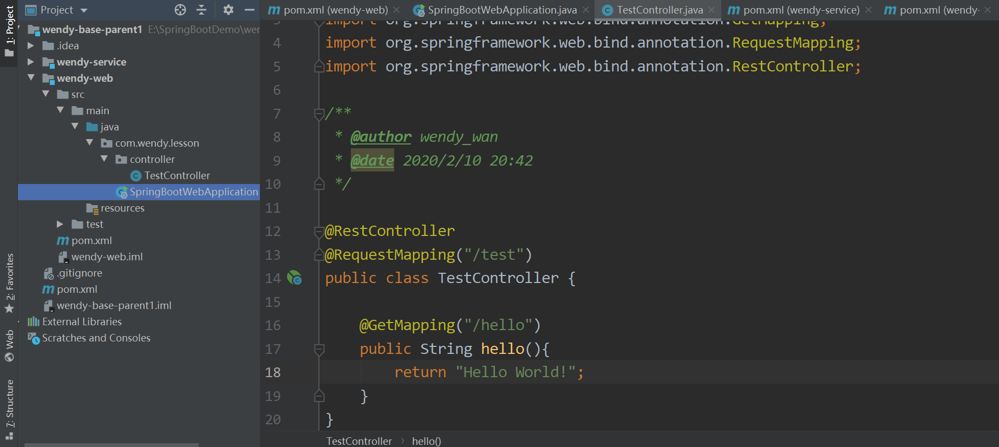 1: Project
2: Favorites
Web
7: Structure
Project
wendy-base-parent1 E:\SpringBootDemo\wer
.idea
wendy-service
wendy-web
src
main
java
com.wendy.lesson
controller
TestController
SpringBootWebApplication
resources
test
pom.xml
wendy-web.iml
.gitignore
pom.xml
wendy-base-parent1.iml
External Libraries
Scratches and Consoles
pom.xml (wendy-web) SpringBootWebApplication.java TestController.java pom.xml (wendy-service) pom.xml (wendy-
3 import org.springframework.web.bind.annotation.GetMapping;
4 import org.springframework.web.bind.annotation.RequestMapping;
5 import org.springframework.web.bind.annotation.RestController;
6
7 /**
8 * @author wendy_wan
9 * @date 2020/2/10 20:42
10 */
11
12 @RestController
13 @RequestMapping("/test")
14 public class TestController {
15
16 @GetMapping("/hello")
17 public String hello(){
18 return "Hello World!";
19 }
20 }
TestController › hello()